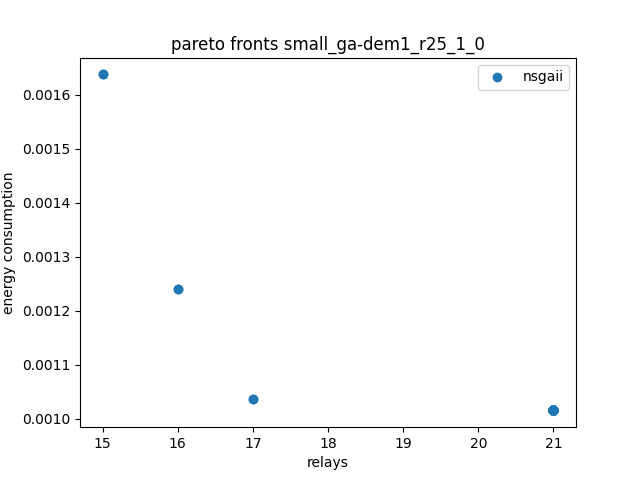 pareto fronts small_ga-dem1_r25_1_0
nsgaii
0.0016
0.0015
0.0014
0.0013
0.0012
0.0011
0.0010
energy consumption
15 16 17 18 19 20 21
relays